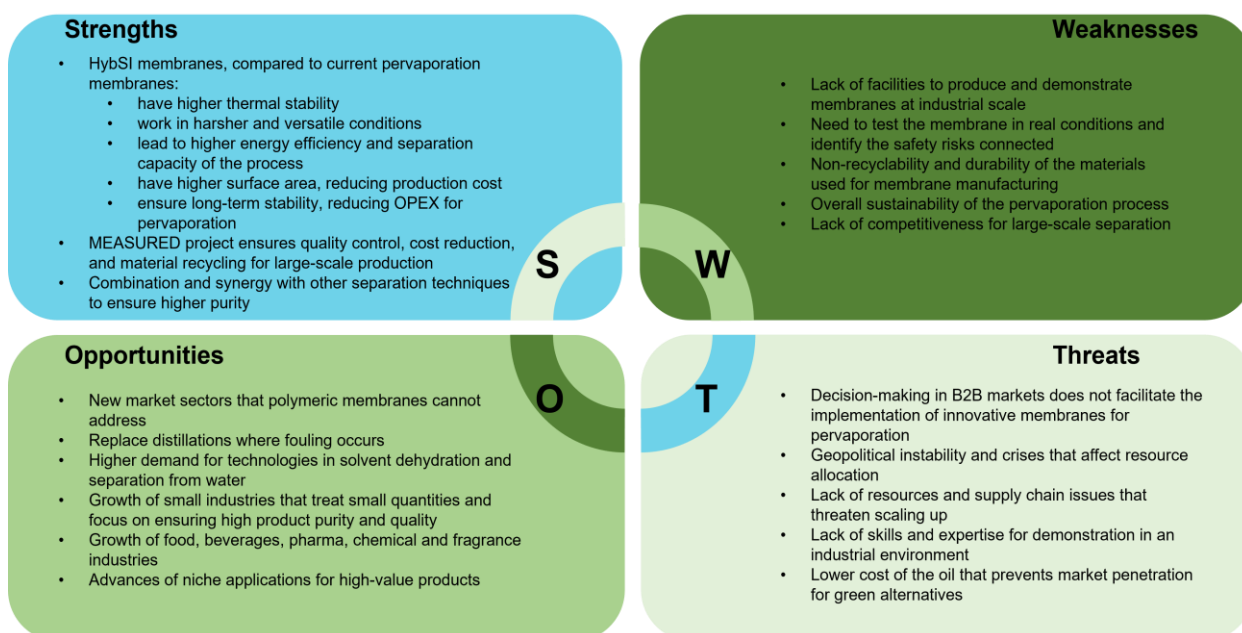 Strengths
• HybSI membranes, compared to current pervaporation
membranes:
• have higher thermal stability
• work in harsher and versatile conditions
• lead to higher energy efficiency and separation
capacity of the process
• have higher surface area, reducing production cost
• ensure long-term stability, reducing OPEX for
pervaporation
• MEASURED project ensures quality control, cost reduction,
and material recycling for large-scale production
• Combination and synergy with other separation techniques
to ensure higher purity
S
Weaknesses
• Lack of facilities to produce and demonstrate
membranes at industrial scale
• Need to test the membrane in real conditions and
identify the safety risks connected
• Non-recyclability and durability of the materials
used for membrane manufacturing
• Overall sustainability of the pervaporation process
• Lack of competitiveness for large-scale separation
W
Opportunities
• New market sectors that polymeric membranes cannot
address
• Replace distillations where fouling occurs
• Higher demand for technologies in solvent dehydration and
separation from water
• Growth of small industries that treat small quantities and
focus on ensuring high product purity and quality
• Growth of food, beverages, pharma, chemical and fragrance
industries
• Advances of niche applications for high-value products
O
Threats
• Decision-making in B2B markets does not facilitate the
implementation of innovative membranes for
pervaporation
• Geopolitical instability and crises that affect resource
allocation
• Lack of resources and supply chain issues that
threaten scaling up
• Lack of skills and expertise for demonstration in an
industrial environment
• Lower cost of the oil that prevents market penetration
for green alternatives
T